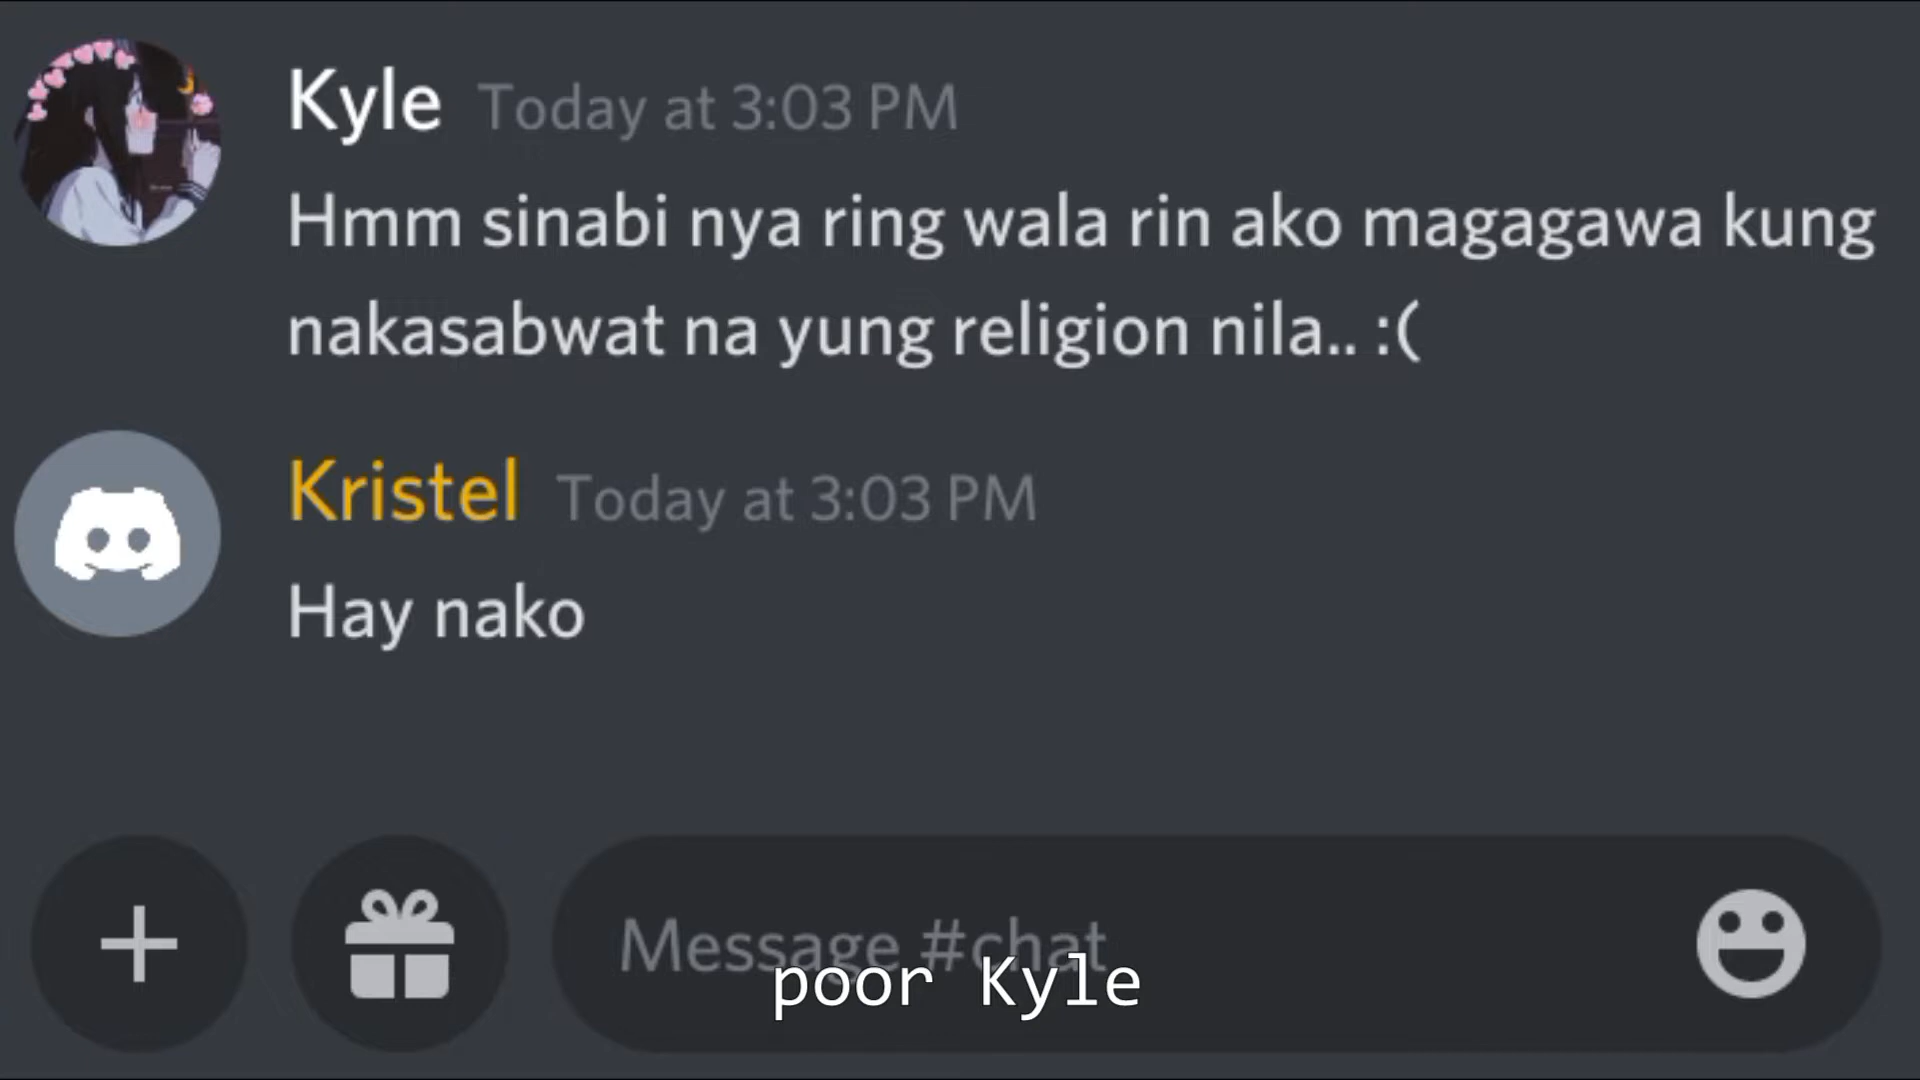 Kyle Today at 3:03 PM
Hmm sinabi nya ring wala rin ako magagawa kung
nakasabwat na yung religion nila.. :(
Kristel Today at 3:03 PM
Hay nako
Message #chat
poor Kyle